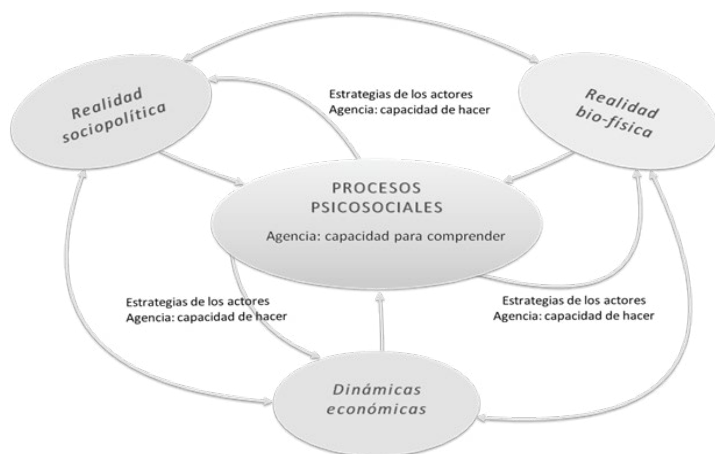 Realidad
sociopolítica
Estrategias de los actores
Agencia: capacidad de hacer
Realidad
bio-física
PROCESOS
PSICOSOCIALES
Agencia: capacidad para comprender
Estrategias de los actores
Agencia: capacidad de hacer
Estrategias de los actores
Agencia: capacidad de hacer
Dinámicas
económicas